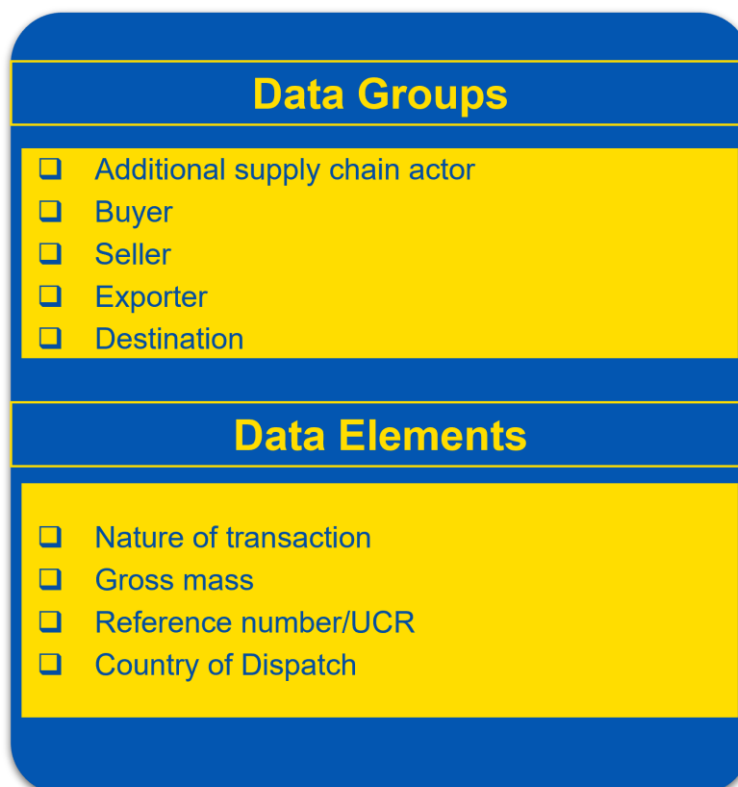 Data Groups
❑ Additional supply chain actor
❑ Buyer
❑ Seller
❑ Exporter
❑ Destination
Data Elements
❑ Nature of transaction
❑ Gross mass
❑ Reference number/UCR
❑ Country of Dispatch